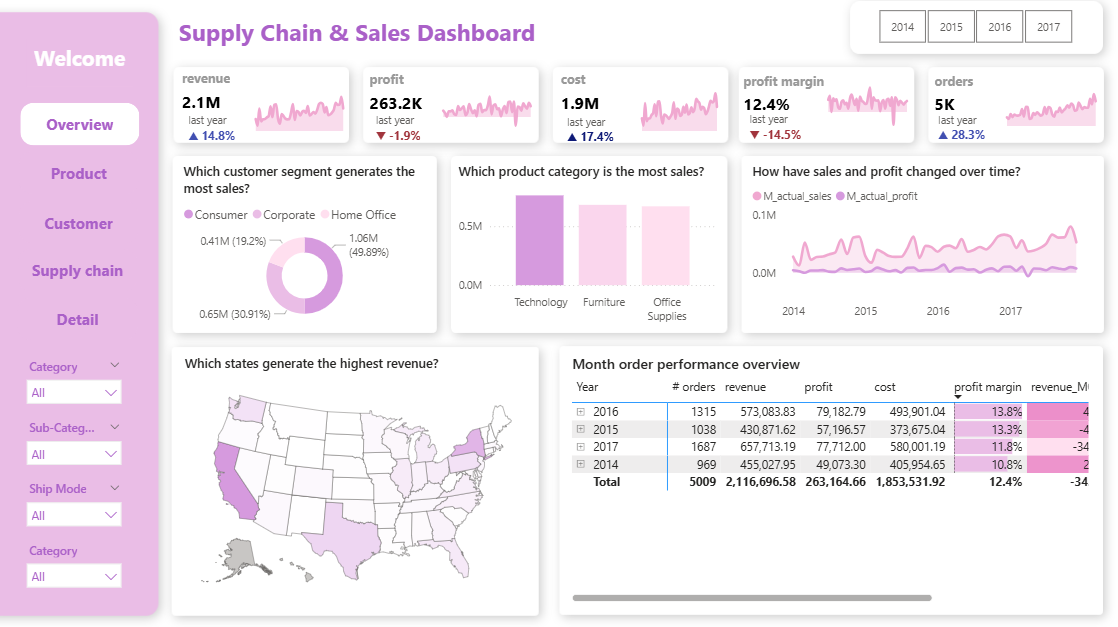 Welcome
Overview
Product
Customer
Supply chain
Detail
Category
All
Sub-Categ...
All
Ship Mode
All
Category
All
Supply Chain & Sales Dashboard
2014 2015 2016 2017
revenue
2.1M
last year
▲ 14.8%
profit
263.2K
last year
▼ -1.9%
cost
1.9M
last year
▲ 17.4%
profit margin
12.4%
last year
▼ -14.5%
orders
5K
last year
▲ 28.3%
Which customer segment generates the
most sales?
Consumer Corporate Home Office
0.41M (19.2%)
1.06M
(49.89%)
0.65M (30.91%)
Which product category is the most sales?
0.5M
0.0M
Technology Furniture Office
Supplies
How have sales and profit changed over time?
M_actual_sales M_actual_profit
0.1M
0.0M
2014 2015 2016 2017
Which states generate the highest revenue?
Month order performance overview
Year # orders revenue profit cost profit margin revenue_M
2016 1315 573,083.83 79,182.79 493,901.04 13.8% 4
2015 1038 430,871.62 57,196.57 373,675.04 13.3% -4
2017 1687 657,713.19 77,712.00 580,001.19 11.8% -34
2014 969 455,027.95 49,073.30 405,954.65 10.8% 2
Total 5009 2,116,696.58 263,164.66 1,853,531.92 12.4% -34